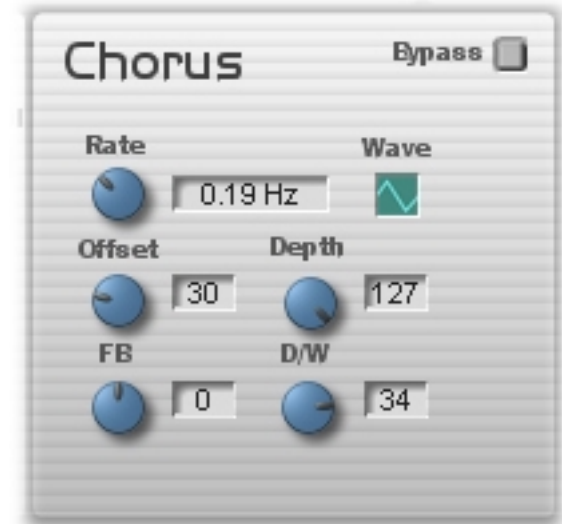 Chorus Bypass
Rate Wave
0.19 Hz
Offset Depth
30 127
FB D/W
0 34